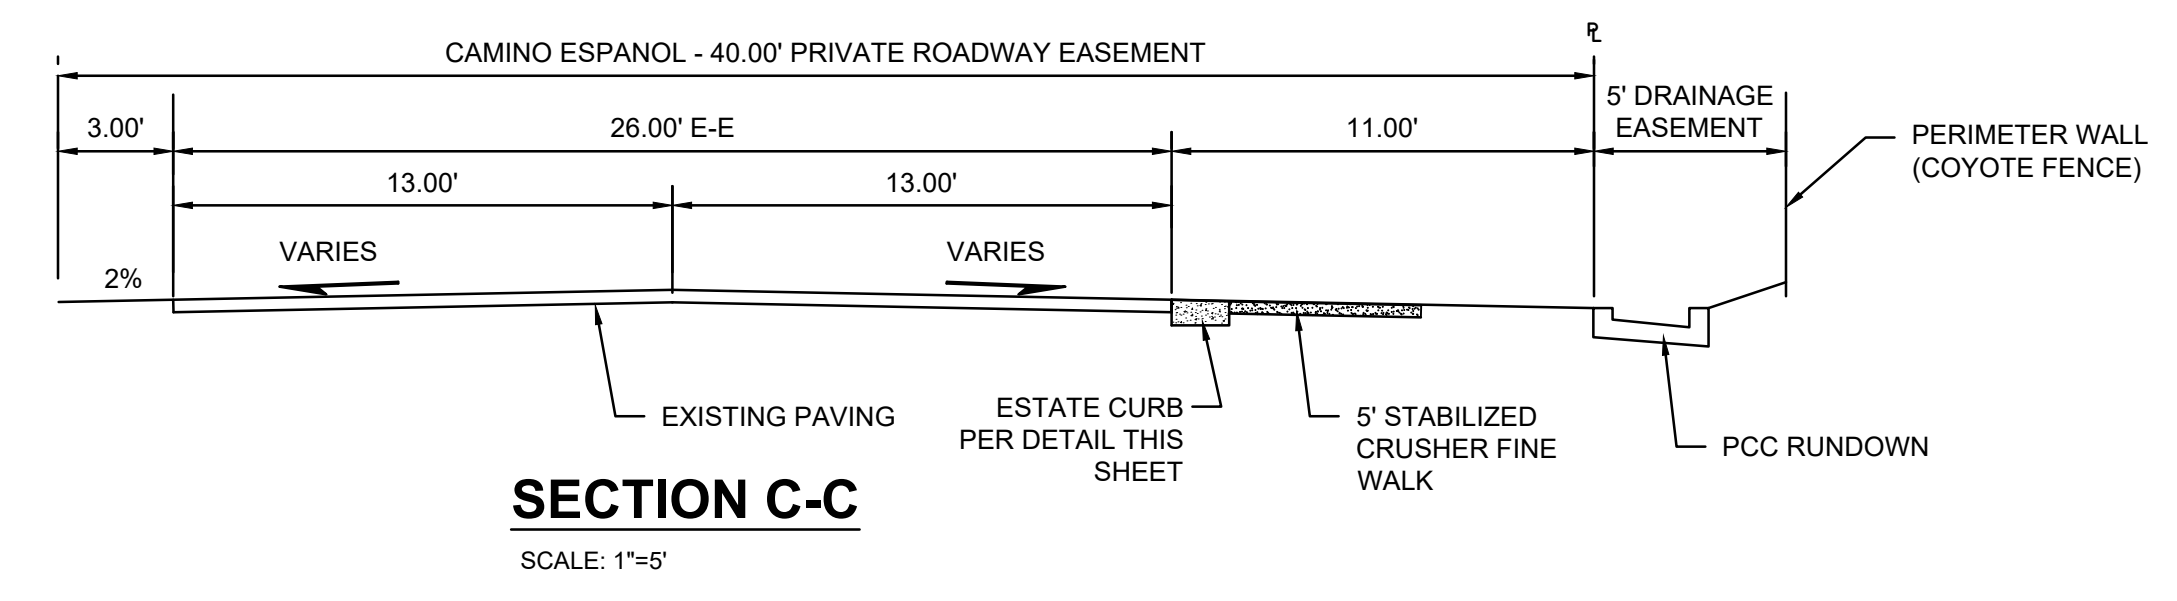 ℄
CAMINO ESPANOL - 40.00' PRIVATE ROADWAY EASEMENT
5' DRAINAGE
EASEMENT
3.00'
26.00' E-E
11.00'
PERIMETER WALL
(COYOTE FENCE)
13.00'
13.00'
VARIES
VARIES
2%
EXISTING PAVING
ESTATE CURB
PER DETAIL THIS
SHEET
5' STABILIZED
CRUSHER FINE
WALK
PCC RUNDOWN
SECTION C-C
SCALE: 1"=5'